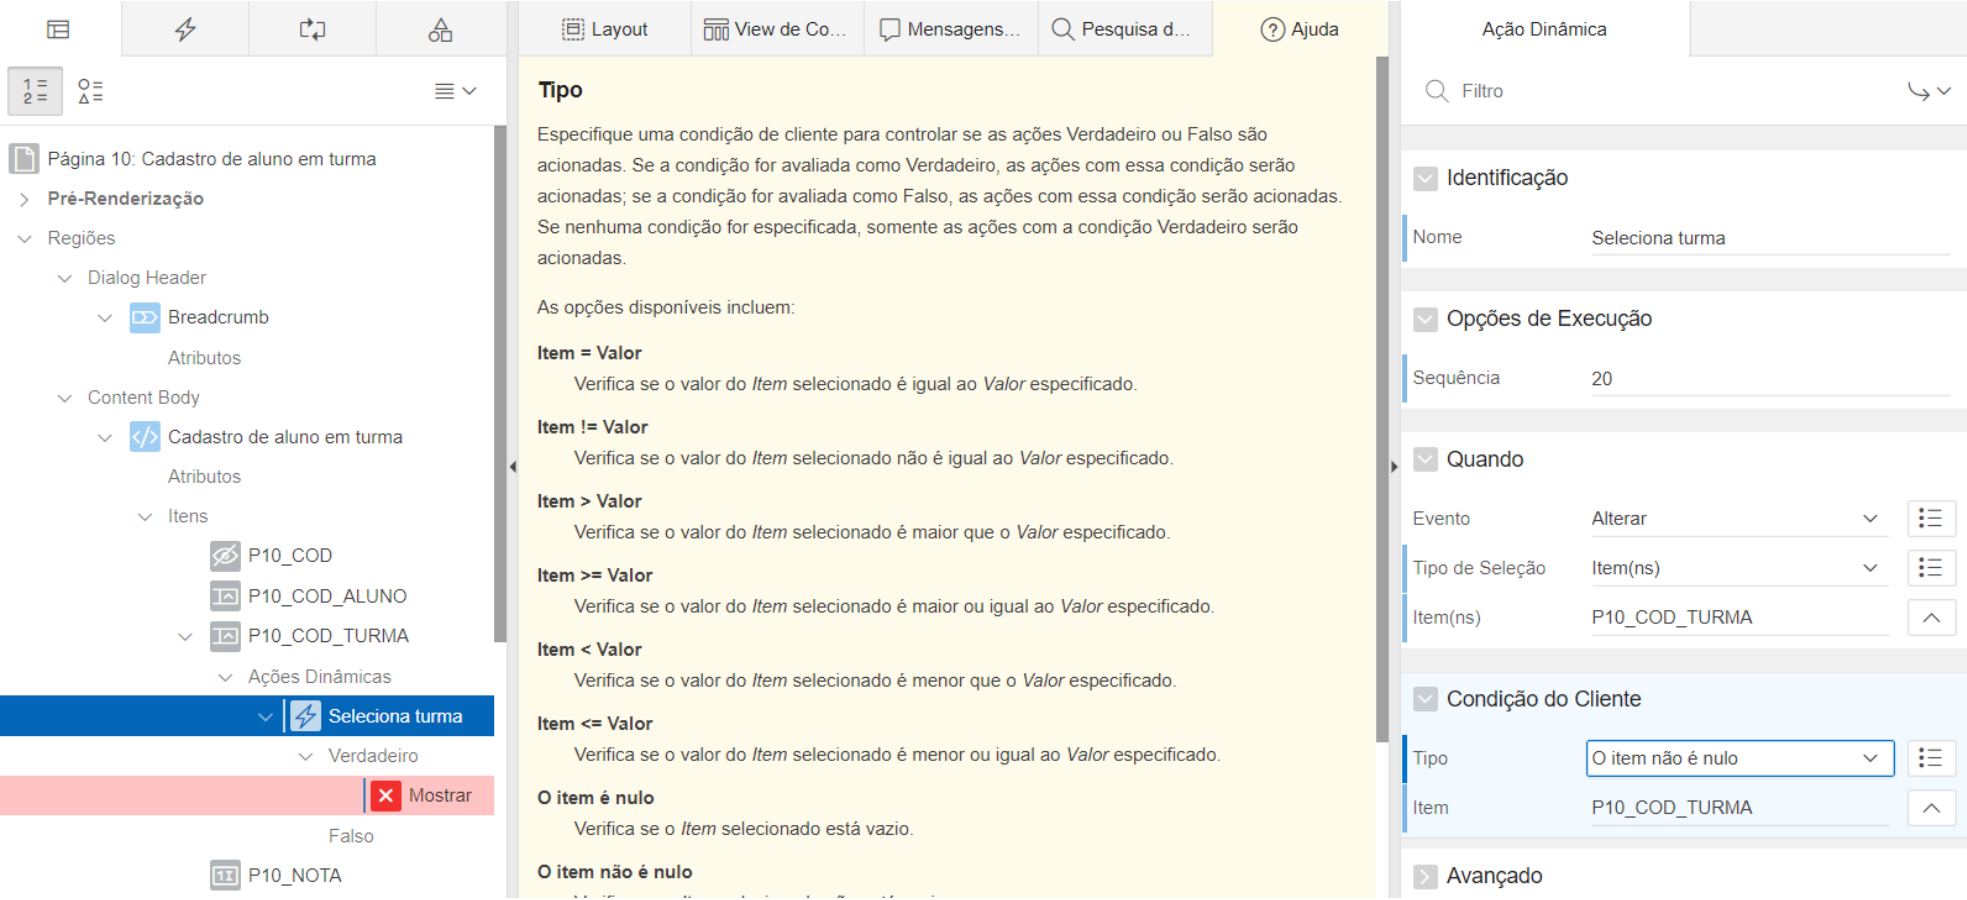 Layout
View de Co...
Mensagens...
Pesquisa d...
Ajuda
Ação Dinâmica
Página 10: Cadastro de aluno em turma
Pré-Renderização
Regiões
Dialog Header
Breadcrumb
Atributos
Content Body
Cadastro de aluno em turma
Atributos
Itens
P10_COD
P10_COD_ALUNO
P10_COD_TURMA
Ações Dinâmicas
Seleciona turma
Verdadeiro
Mostrar
Falso
P10_NOTA
Tipo
Especifique uma condição de cliente para controlar se as ações Verdadeiro ou Falso são
acionadas. Se a condição for avaliada como Verdadeiro, as ações com essa condição serão
acionadas; se a condição for avaliada como Falso, as ações com essa condição serão acionadas.
Se nenhuma condição for especificada, somente as ações com a condição Verdadeiro serão
acionadas.
As opções disponíveis incluem:
Item = Valor
Verifica se o valor do Item selecionado é igual ao Valor especificado.
Item != Valor
Verifica se o valor do Item selecionado não é igual ao Valor especificado.
Item > Valor
Verifica se o valor do Item selecionado é maior que o Valor especificado.
Item >= Valor
Verifica se o valor do Item selecionado é maior ou igual ao Valor especificado.
Item < Valor
Verifica se o valor do Item selecionado é menor que o Valor especificado.
Item <= Valor
Verifica se o valor do Item selecionado é menor ou igual ao Valor especificado.
O item é nulo
Verifica se o Item selecionado está vazio.
O item não é nulo
Filtro
Identificação
Nome Seleciona turma
Opções de Execução
Sequência 20
Quando
Evento Alterar
Tipo de Seleção Item(ns)
Item(ns) P10_COD_TURMA
Condição do Cliente
Tipo O item não é nulo
Item P10_COD_TURMA
Avançado